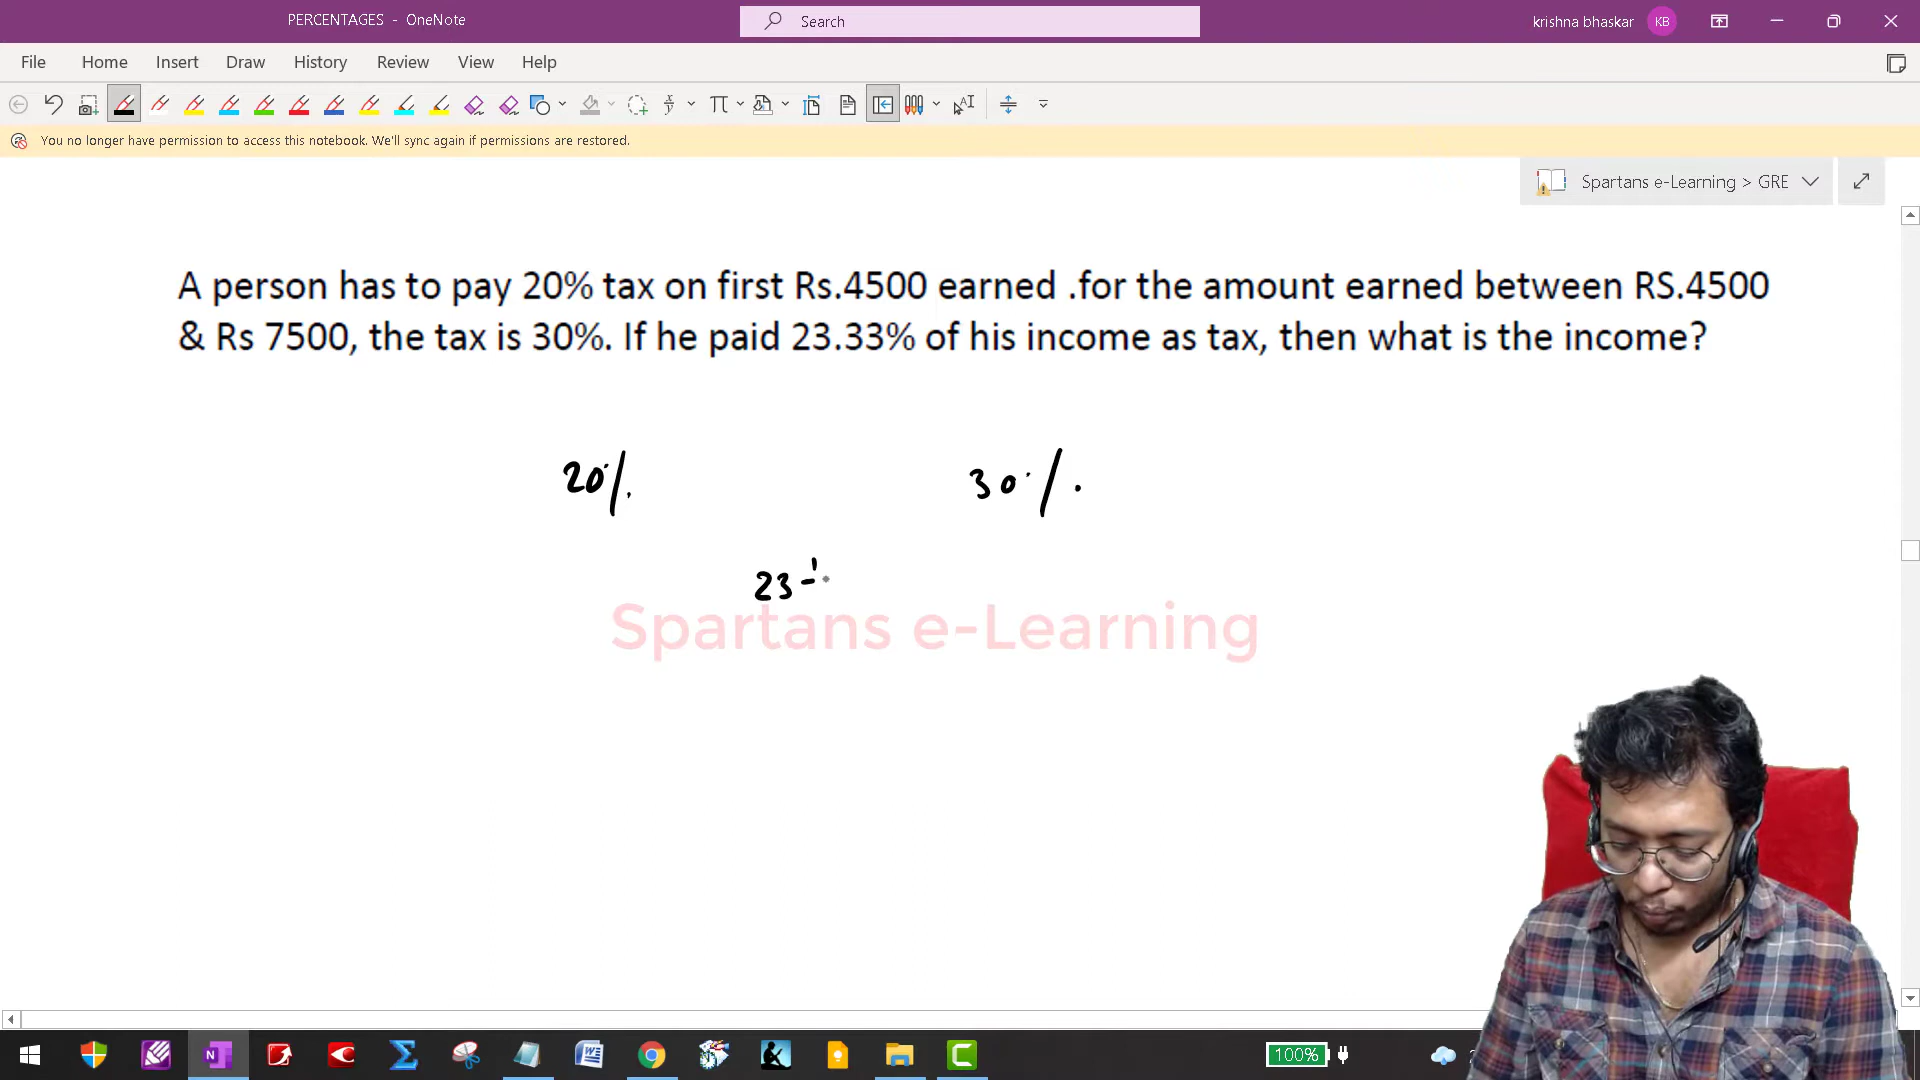 PERCENTAGES - OneNote
Search
krishna bhaskar
KB
File
Home
Insert
Draw
History
Review
View
Help
You no longer have permission to access this notebook. We'll sync again if permissions are restored.
Spartans e-Learning > GRE
A person has to pay 20% tax on first Rs.4500 earned .for the amount earned between RS.4500
& Rs 7500, the tax is 30%. If he paid 23.33% of his income as tax, then what is the income?
20%
30%
23
Spartans e-Learning
100%